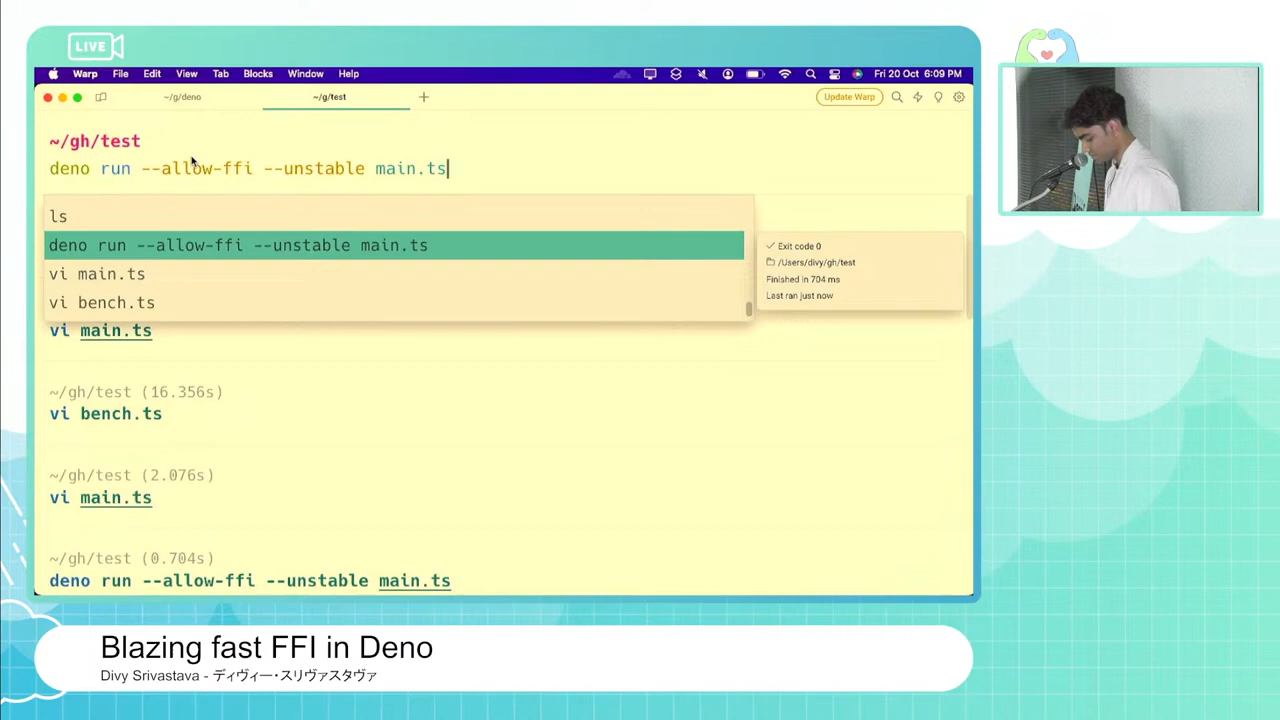 LIVE
Warp File Edit View Tab Blocks Window Help Fri 20 Oct 6:09 PM
~/g/deno ~/g/test + Update Warp
~/gh/test
deno run --allow-ffi --unstable main.ts
ls
deno run --allow-ffi --unstable main.ts
vi main.ts
vi bench.ts
✓ Exit code 0
/Users/divy/gh/test
Finished in 704 ms
Last ran just now
vi main.ts
~/gh/test (16.356s)
vi bench.ts
~/gh/test (2.076s)
vi main.ts
~/gh/test (0.704s)
deno run --allow-ffi --unstable main.ts
Blazing fast FFI in Deno
Divy Srivastava - ディヴィー・スリヴァスタヴァ